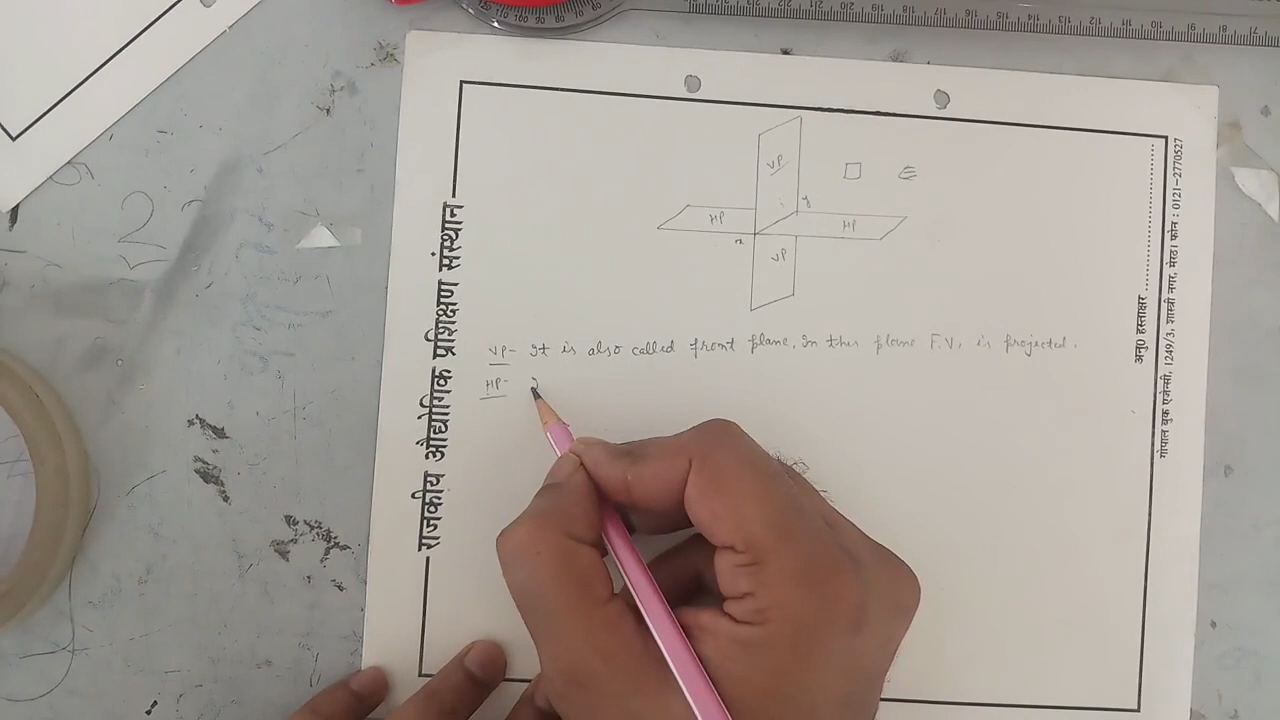 VP
HP
y
HP
x
VP
VP- It is also called front plane, In this plane F.V. is projected.
HP-
राजकीय औद्योगिक प्रशिक्षण संस्थान
अनु0 हस्ताक्षर
गोपाल बुक एजेन्सी, 1249/3, शास्त्री नगर, मेरठ। फोन : 0121-2770527